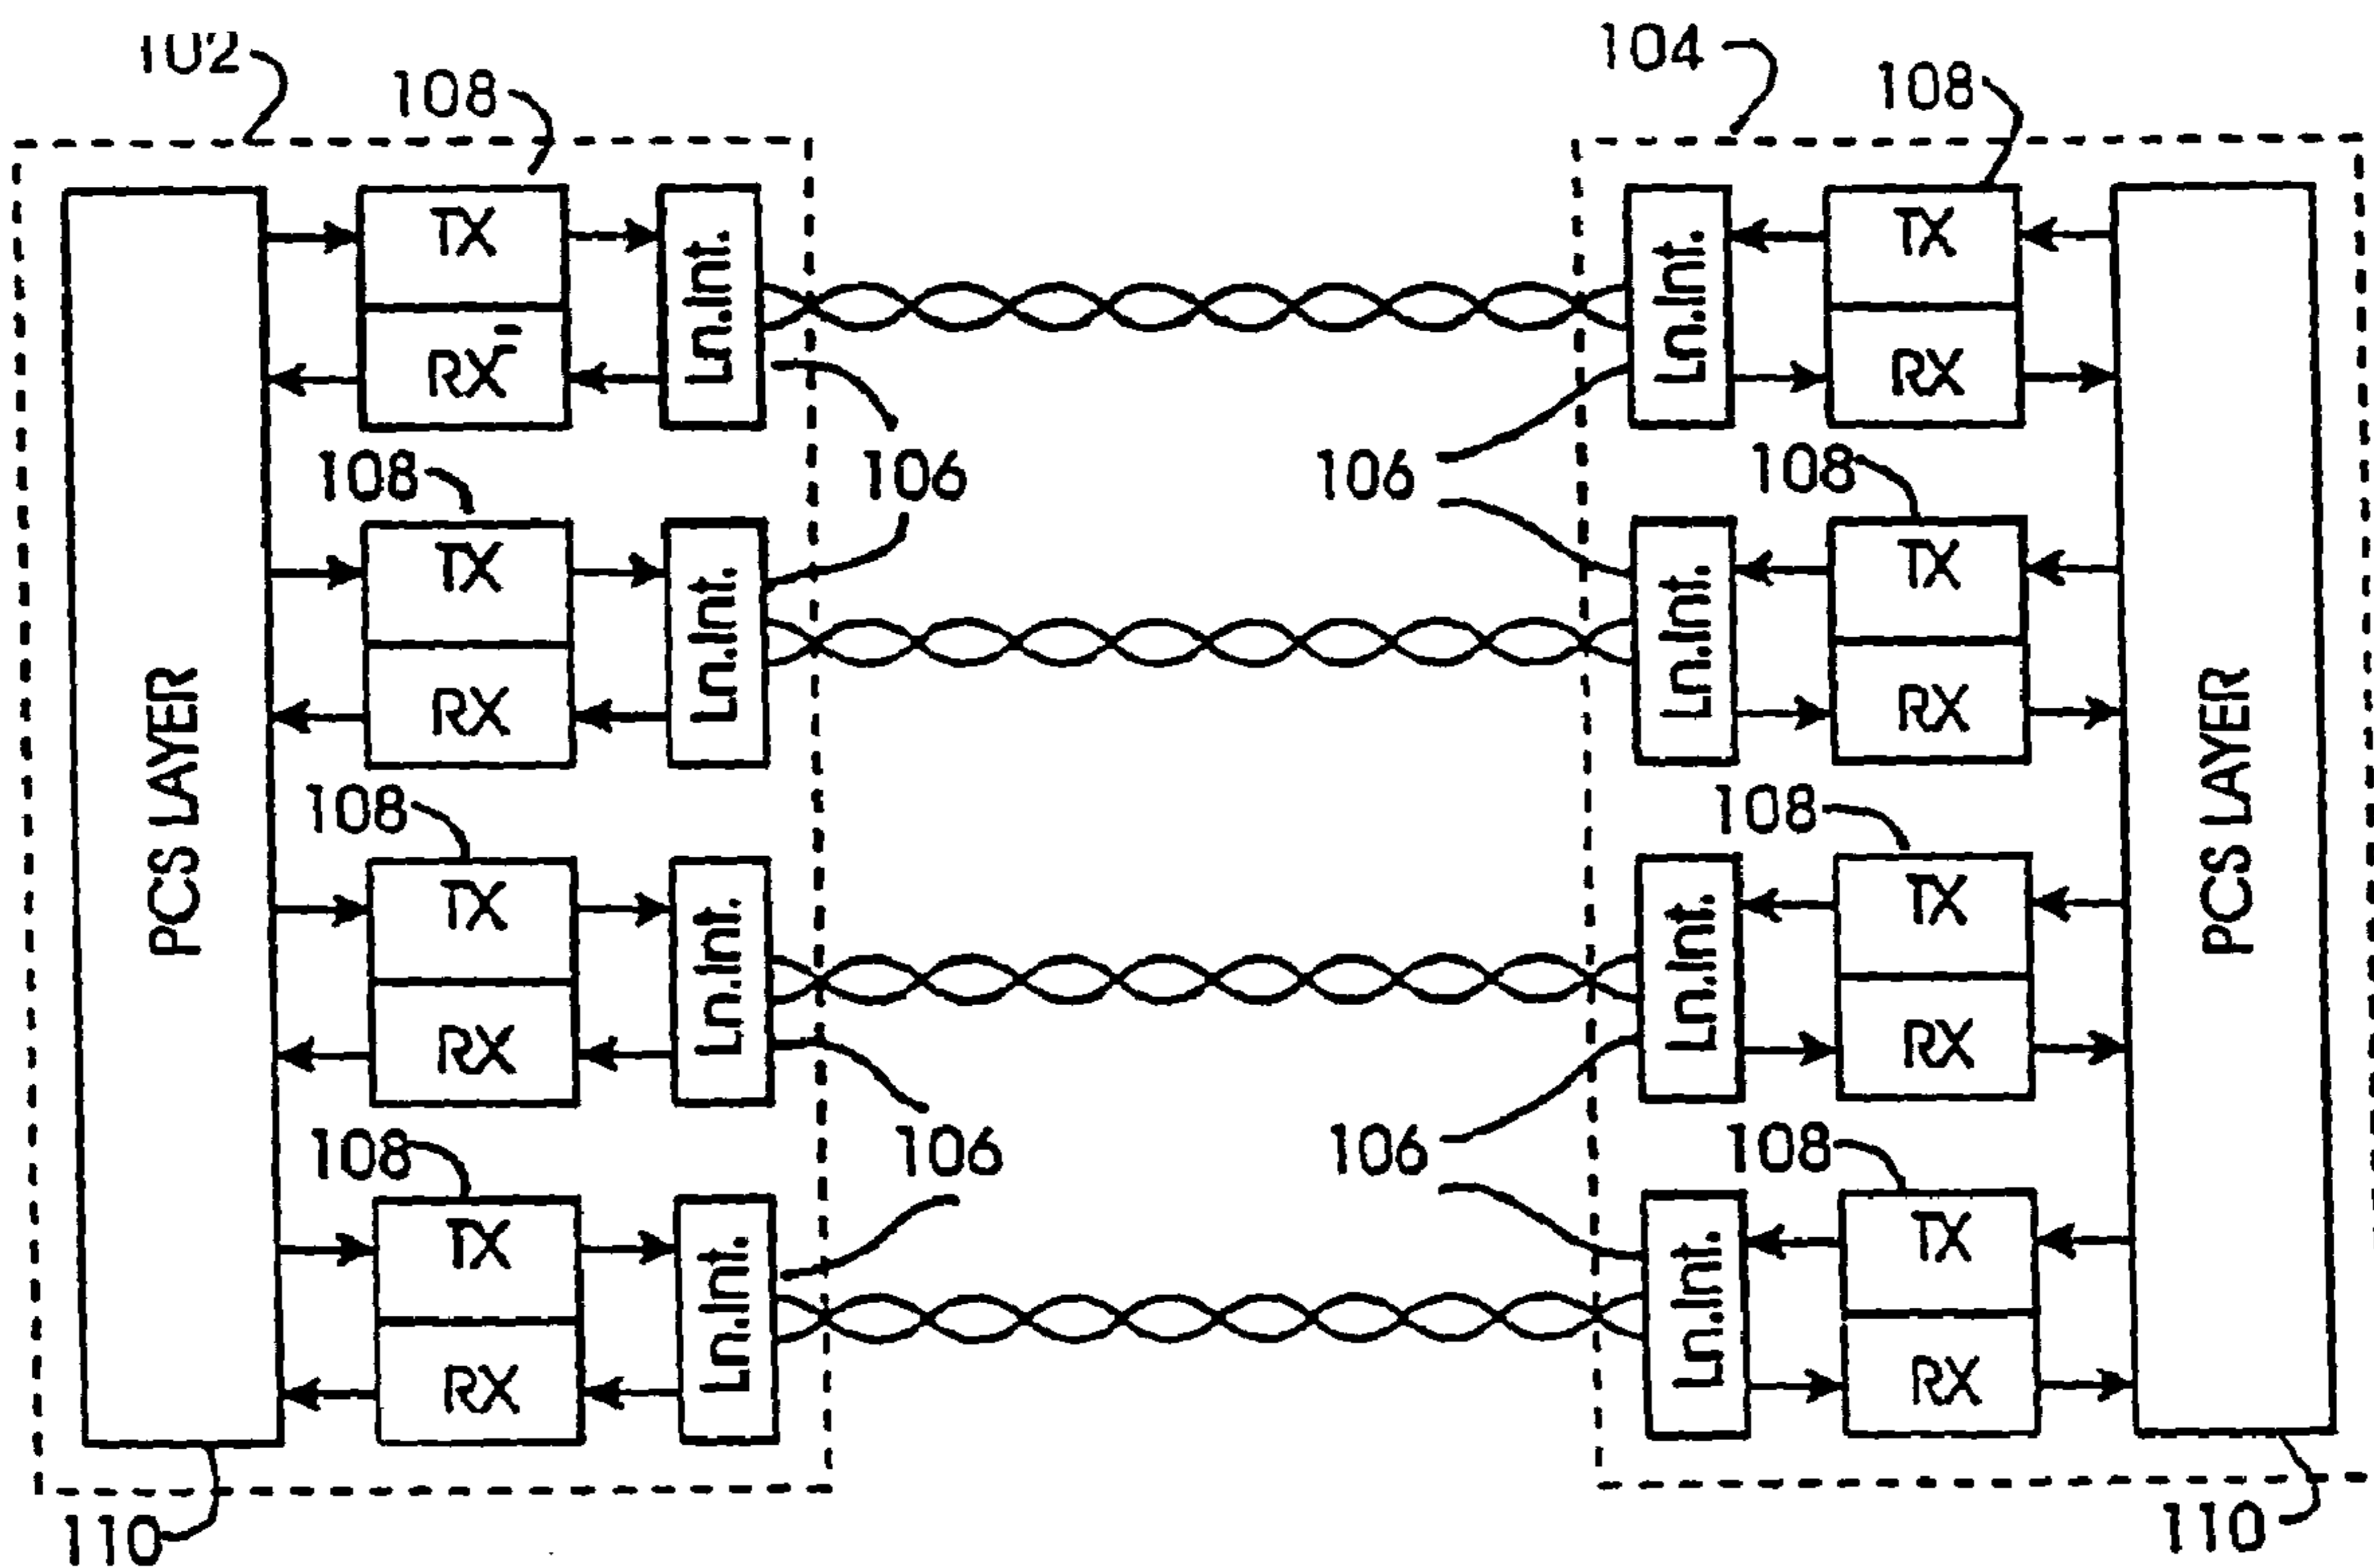 102
104
108
108
TX
Ln.Int.
Ln.Int.
TX
RX
RX
108
106
106
108
TX
Ln.Int.
Ln.Int.
TX
RX
RX
PCS LAYER
PCS LAYER
108
108
TX
Ln.Int.
Ln.Int.
TX
RX
RX
108
106
106
108
TX
Ln.Int.
Ln.Int.
TX
RX
RX
110
110